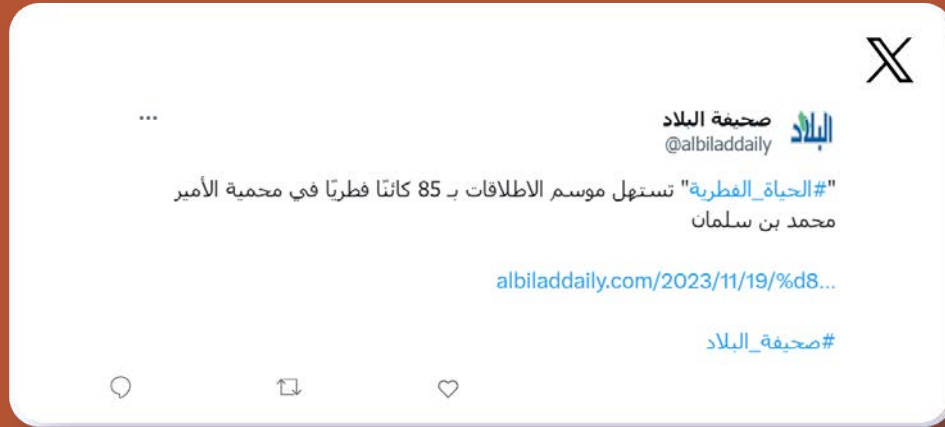 صحيفة البلاد
@albiladdaily
البلاد
"#الحياة_الفطرية" تستهل موسم الاطلاقات بـ 85 كائنًا فطريًا في محمية الأمير
محمد بن سلمان
albiladdaily.com/2023/11/19/%d8...
#صحيفة_البلاد